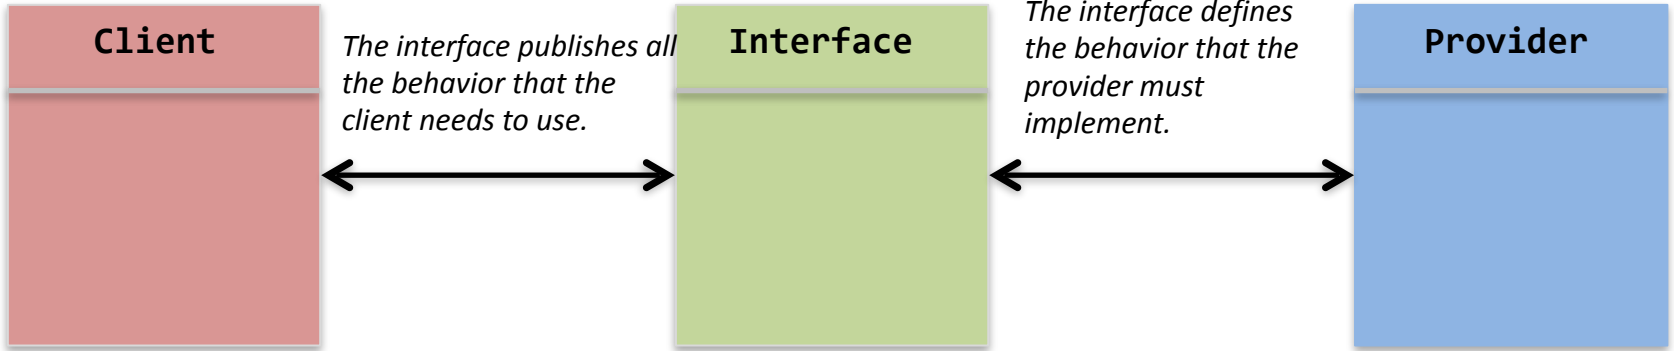 Client
The interface publishes all
the behavior that the
client needs to use.
Interface
The interface defines
the behavior that the
provider must
implement.
Provider